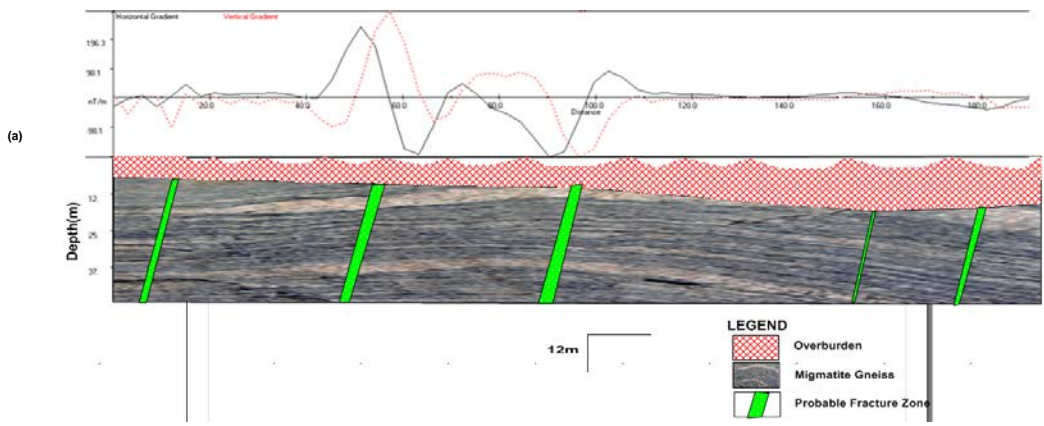 Horizontal Gradient Vertical Gradient
196.3
98.1
nT/m 20.0 40.0 60.0 80.0 100.0 120.0 140.0 160.0 180.0
Distance
-98.1
(a)
12.
25.
37.
Depth(m)
12m
LEGEND
Overburden
Migmatite Gneiss
Probable Fracture Zone